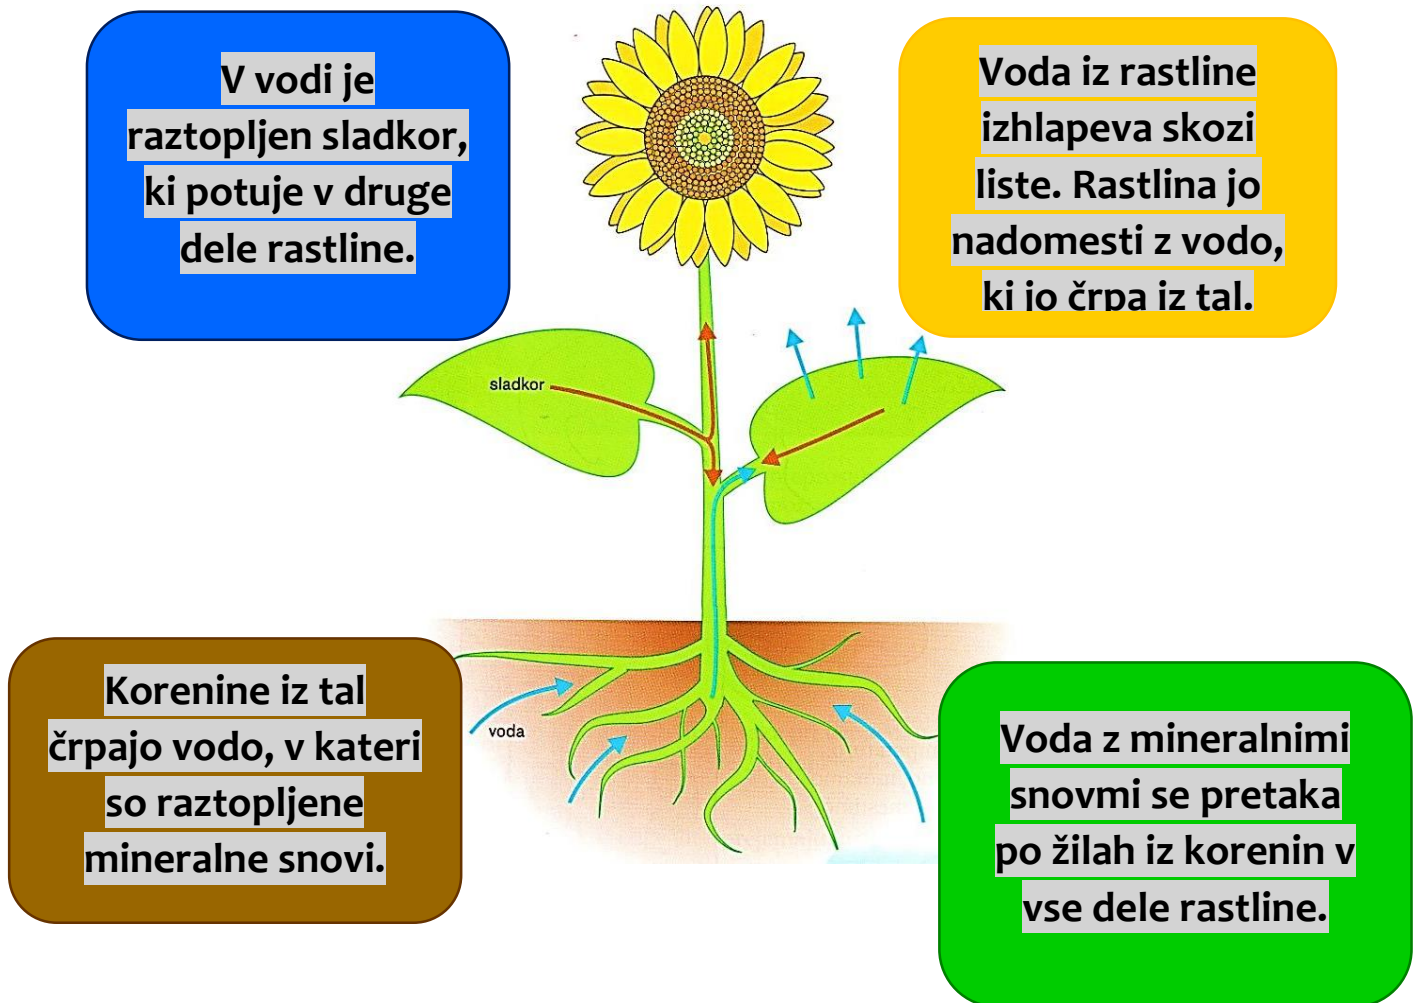 V vodi je
raztopljen sladkor,
ki potuje v druge
dele rastline.
Voda iz rastline
izhlapeva skozi
liste. Rastlina jo
nadomesti z vodo,
ki jo črpa iz tal.
sladkor
voda
Korenine iz tal
črpajo vodo, v kateri
so raztopljene
mineralne snovi.
Voda z mineralnimi
snovmi se pretaka
po žilah iz korenin v
vse dele rastline.